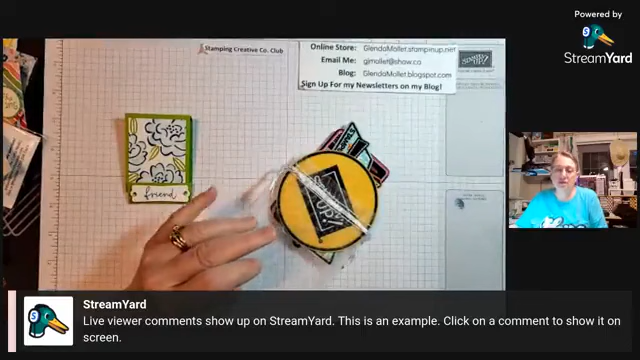 Powered by
StreamYard
Stamping Creative Co. Club
Online Store: GlendaMollet.stampinup.net
Email Me: gjmollet@shaw.ca
Blog: GlendaMollet.blogspot.com
Sign Up For my Newsletters on my Blog!
STAMPIN' UP!
friend
StreamYard
Live viewer comments show up on StreamYard. This is an example. Click on a comment to show it on
screen.